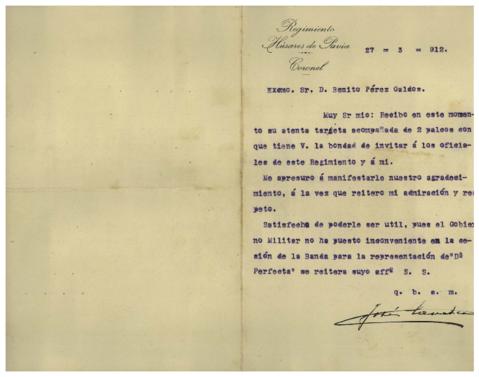 Regimiento
Húsares de Pavia
Coronel
27 - 3 - 912.
Exemo. Sr. D. Benito Pérez Galdos.
Muy Sr mio: Recibo en este momen
to su atenta targeta acompañada de 2 palcos con
que tiene V. la bondad de invitar á los oficia-
les de este Regimiento y á mi.
Me apresuro á manifestarle nuestro agradeci-
miento, á la vez que reitero mi admiración y res
peto.
Satisfecho de poderle ser util, pues el Gobier
no Militar no ha puesto inconveniente en la ce-
sión de la Banda para la representación de "Dª
Perfecta" se reitera suyo affº S. S.
q. b. s. m.
José